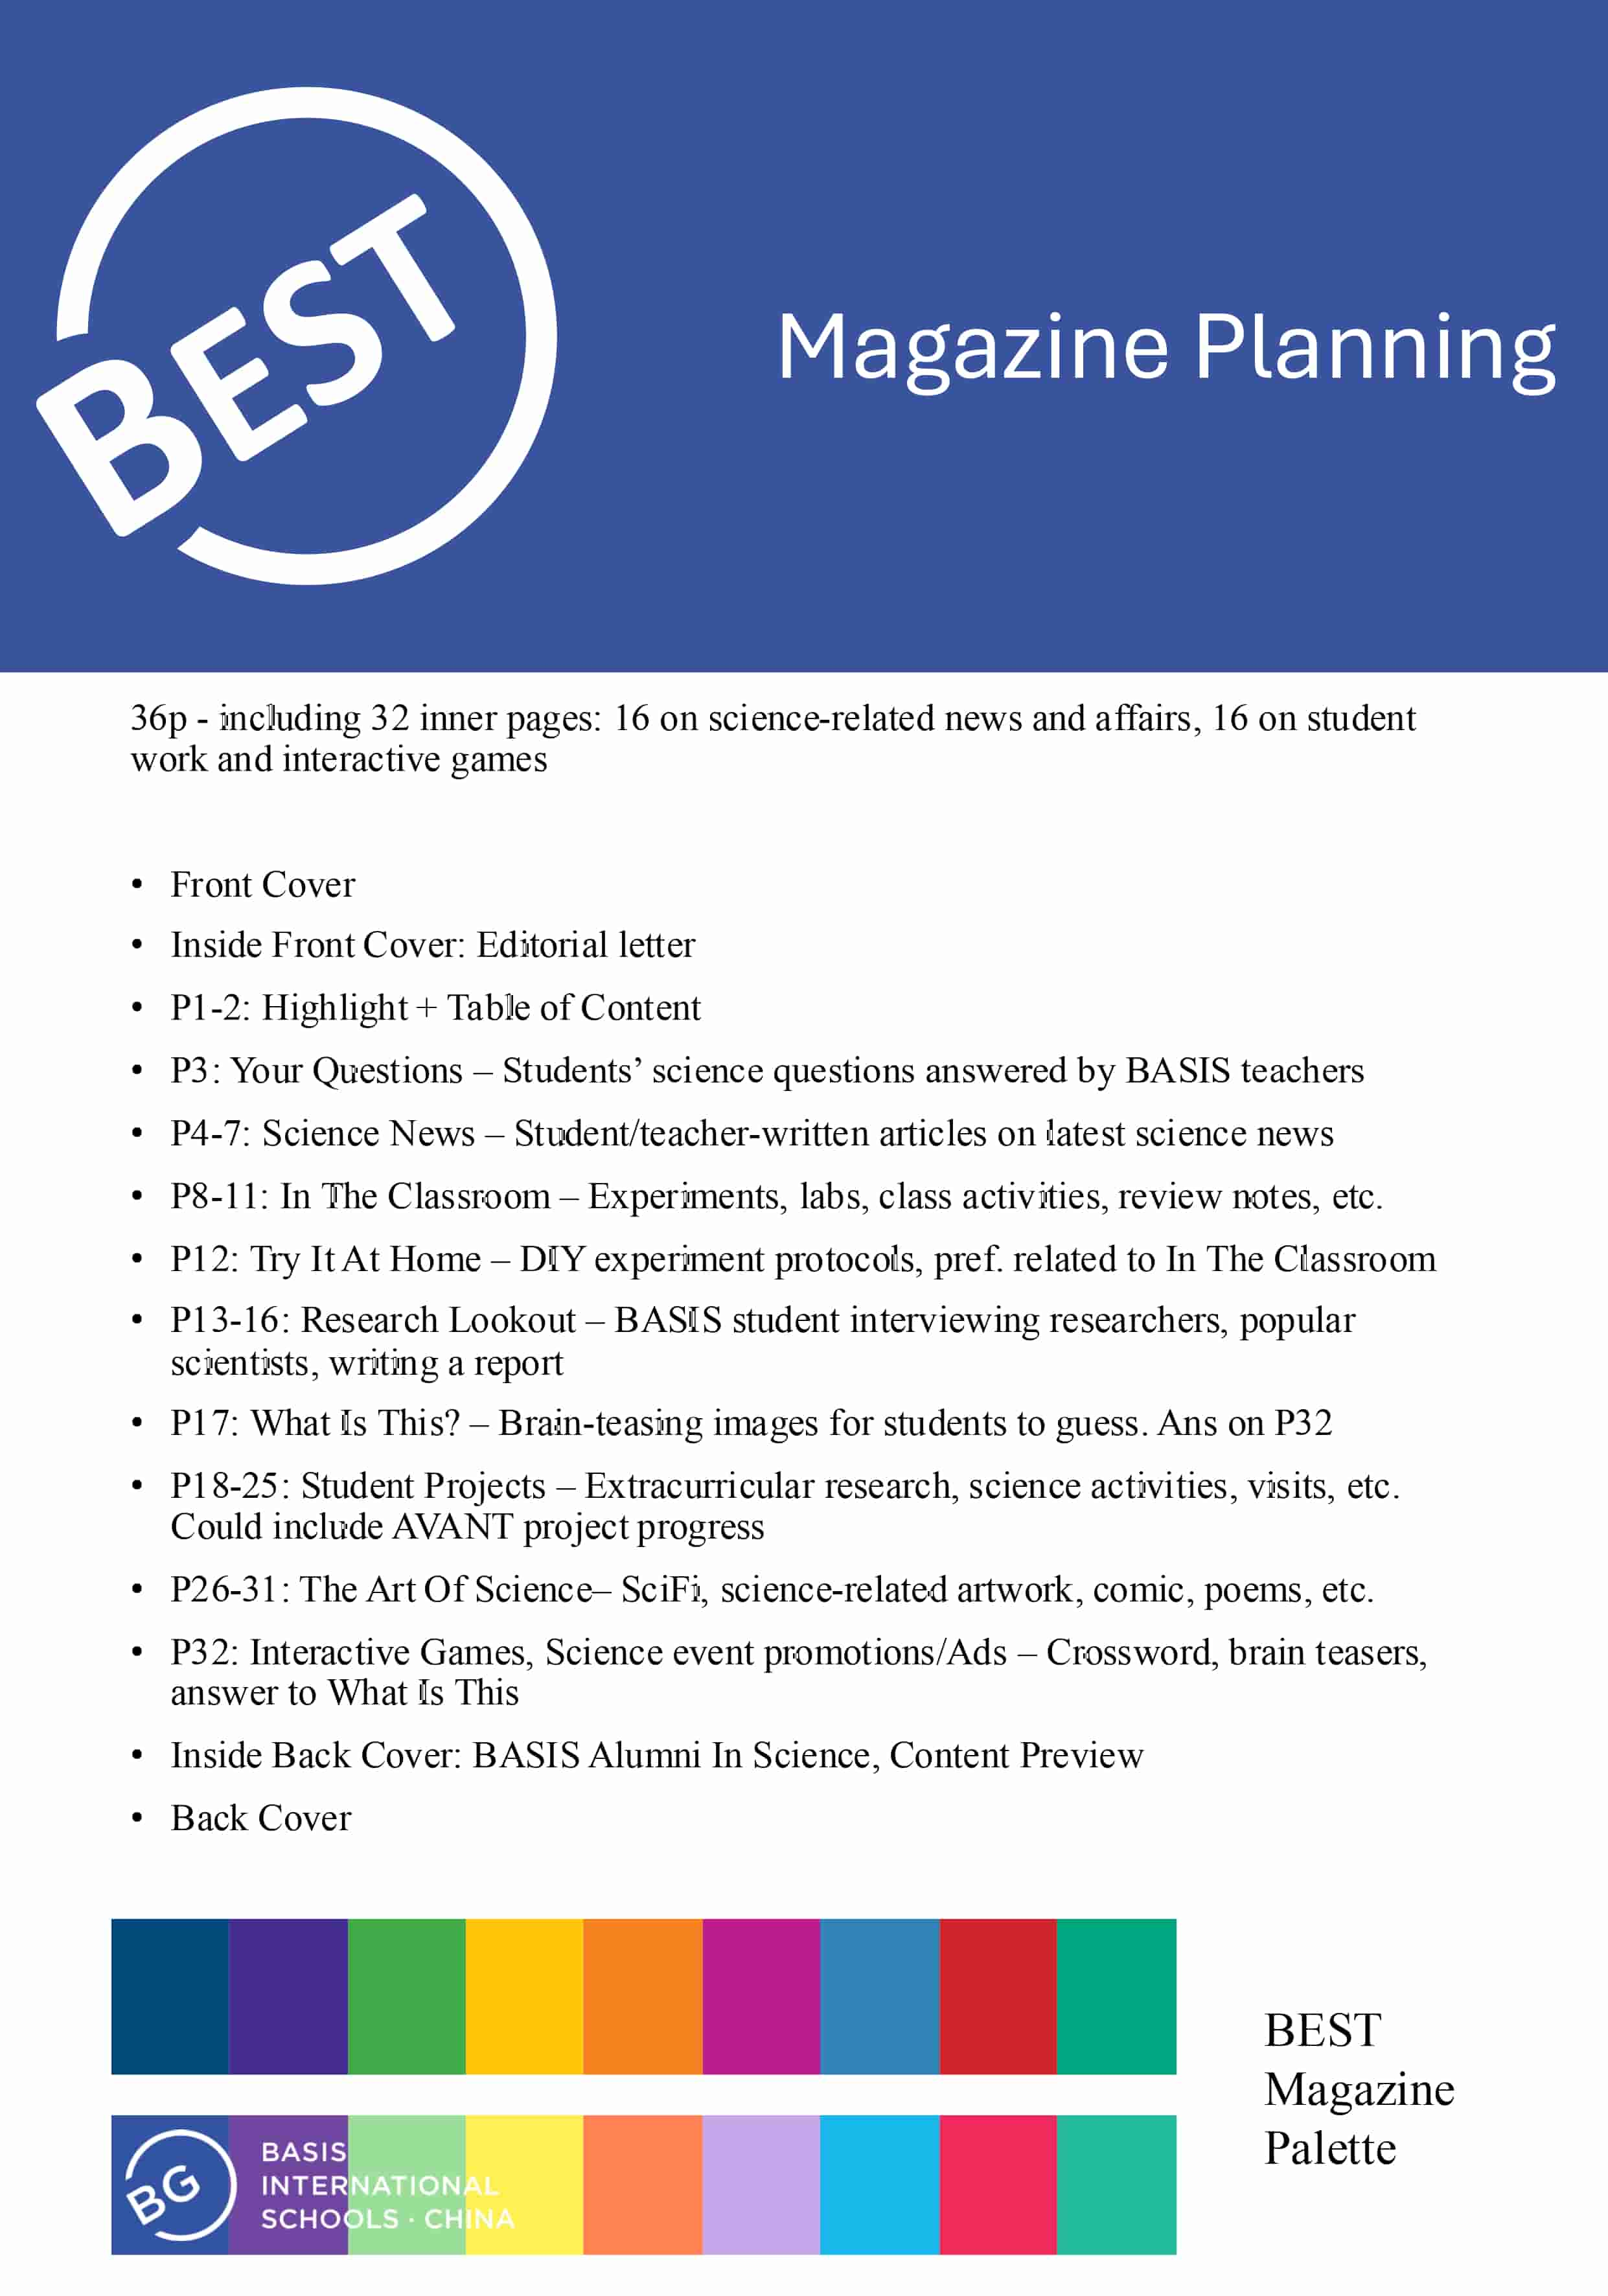 BEST
Magazine Planning
36p - including 32 inner pages: 16 on science-related news and affairs, 16 on student
work and interactive games
• Front Cover
• Inside Front Cover: Editorial letter
• P1-2: Highlight + Table of Content
• P3: Your Questions – Students’ science questions answered by BASIS teachers
• P4-7: Science News – Student/teacher-written articles on latest science news
• P8-11: In The Classroom – Experiments, labs, class activities, review notes, etc.
• P12: Try It At Home – DIY experiment protocols, pref. related to In The Classroom
• P13-16: Research Lookout – BASIS student interviewing researchers, popular
scientists, writing a report
• P17: What Is This? – Brain-teasing images for students to guess. Ans on P32
• P18-25: Student Projects – Extracurricular research, science activities, visits, etc.
Could include AVANT project progress
• P26-31: The Art Of Science– SciFi, science-related artwork, comic, poems, etc.
• P32: Interactive Games, Science event promotions/Ads – Crossword, brain teasers,
answer to What Is This
• Inside Back Cover: BASIS Alumni In Science, Content Preview
• Back Cover
BEST
Magazine
Palette
BG
BASIS
INTERNATIONAL
SCHOOLS · CHINA